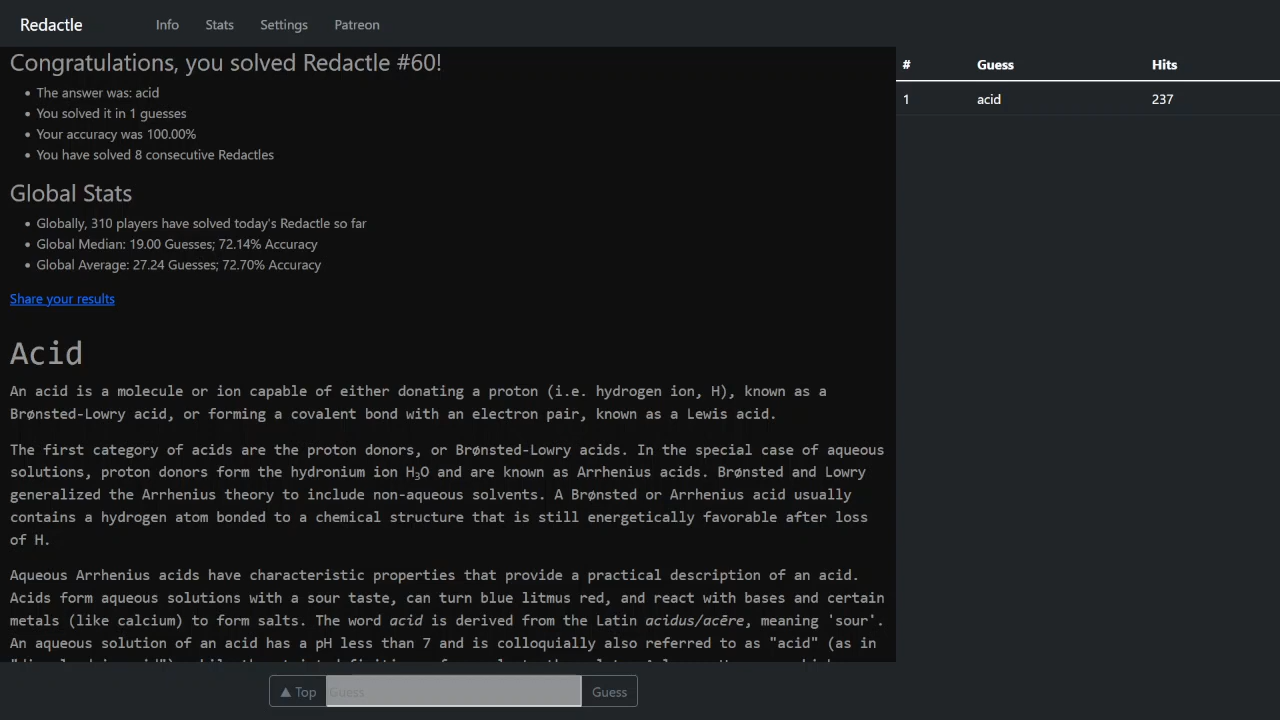 Redactle Info Stats Settings Patreon
Congratulations, you solved Redactle #60!
The answer was: acid
You solved it in 1 guesses
Your accuracy was 100.00%
You have solved 8 consecutive Redactles
Global Stats
Globally, 310 players have solved today's Redactle so far
Global Median: 19.00 Guesses; 72.14% Accuracy
Global Average: 27.24 Guesses; 72.70% Accuracy
Share your results
Acid
An acid is a molecule or ion capable of either donating a proton (i.e. hydrogen ion, H), known as a
Brønsted-Lowry acid, or forming a covalent bond with an electron pair, known as a Lewis acid.
The first category of acids are the proton donors, or Brønsted-Lowry acids. In the special case of aqueous
solutions, proton donors form the hydronium ion H₃O and are known as Arrhenius acids. Brønsted and Lowry
generalized the Arrhenius theory to include non-aqueous solvents. A Brønsted or Arrhenius acid usually
contains a hydrogen atom bonded to a chemical structure that is still energetically favorable after loss
of H.
Aqueous Arrhenius acids have characteristic properties that provide a practical description of an acid.
Acids form aqueous solutions with a sour taste, can turn blue litmus red, and react with bases and certain
metals (like calcium) to form salts. The word acid is derived from the Latin acidus/acēre, meaning 'sour'.
An aqueous solution of an acid has a pH less than 7 and is colloquially also referred to as "acid" (as in
# Guess Hits
1 acid 237
▲ Top Guess Guess